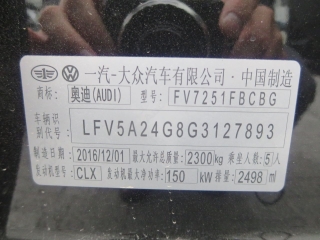 一汽-大众汽车有限公司·中国制造
商标: 奥迪(AUDI) 型号: FV7251FBCBG
车辆识别代号: LFV5A24G8G3127893
制造日期 2016/12/01 最大允许总质量 2300kg 乘坐人数:5人
发动机型号 CLX 发动机最大净功率 150 kW 排量: 2498 ml